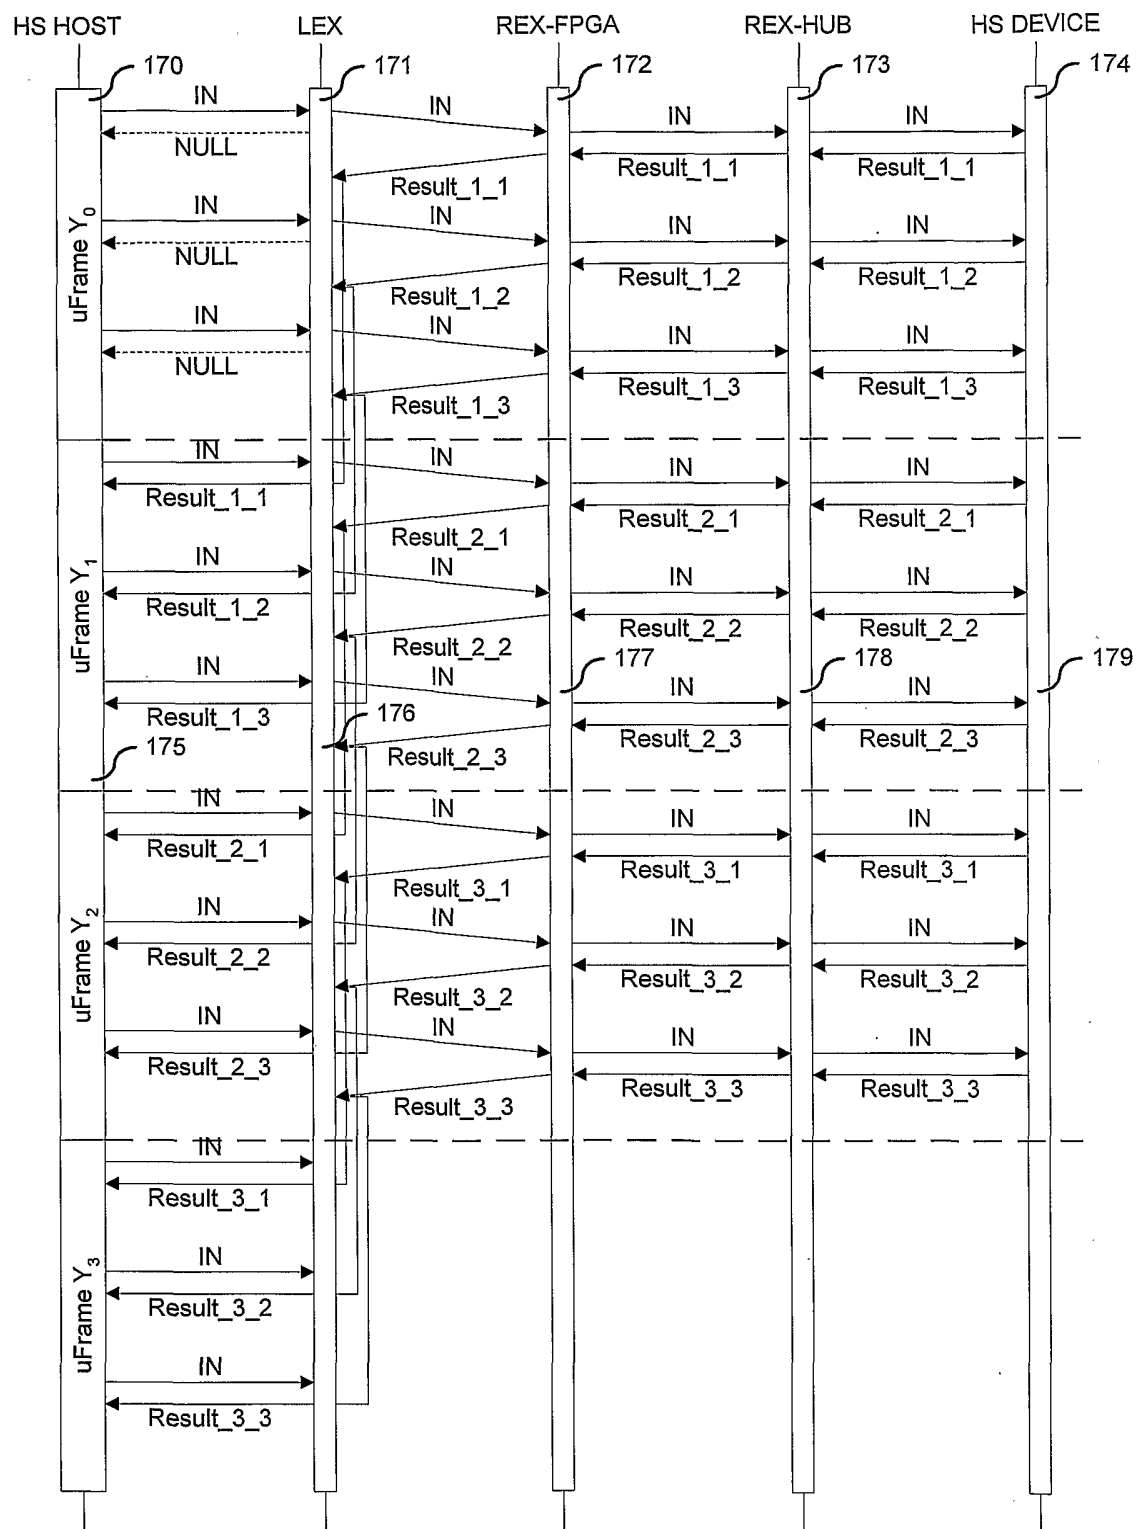 HS HOST LEX REX-FPGA REX-HUB HS DEVICE
170 171 172 173 174
IN IN IN IN
NULL Result_1_1 Result_1_1 Result_1_1
IN IN IN IN
NULL Result_1_2 Result_1_2 Result_1_2
IN IN IN IN
NULL Result_1_3 Result_1_3 Result_1_3
uFrame Y0
IN IN IN IN
Result_1_1 Result_2_1 Result_2_1 Result_2_1
IN IN IN IN
Result_1_2 Result_2_2 Result_2_2 Result_2_2
177 178 179
IN IN IN IN
Result_1_3 Result_2_3 Result_2_3 Result_2_3
176
175
uFrame Y1
IN IN IN IN
Result_2_1 Result_3_1 Result_3_1 Result_3_1
IN IN IN IN
Result_2_2 Result_3_2 Result_3_2 Result_3_2
IN IN IN IN
Result_2_3 Result_3_3 Result_3_3 Result_3_3
uFrame Y2
IN
Result_3_1
IN
Result_3_2
IN
Result_3_3
uFrame Y3